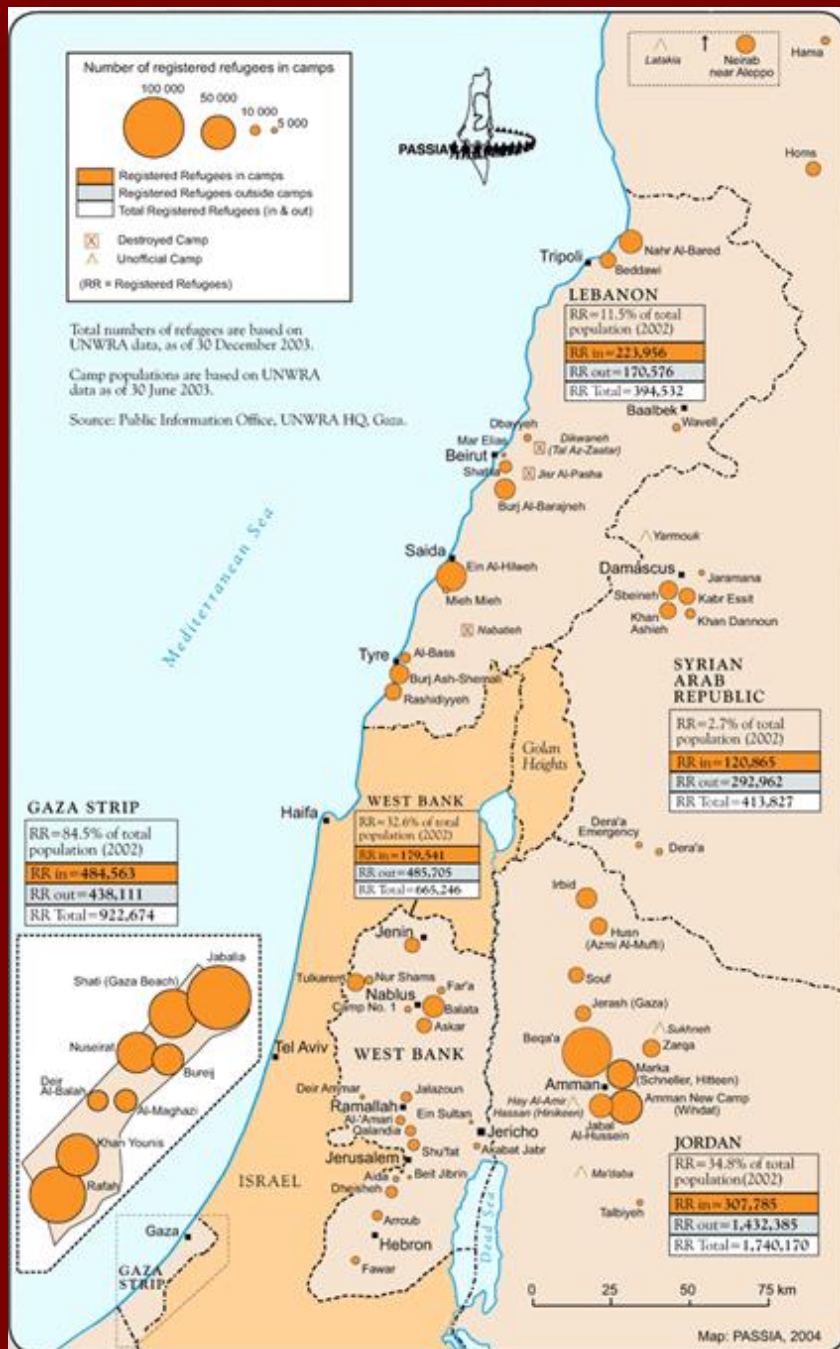 Number of registered refugees in camps
100 000
50 000
10 000
5 000
Registered Refugees in camps
Registered Refugees outside camps
Total Registered Refugees (in & out)
Destroyed Camp
Unofficial Camp
(RR = Registered Refugees)
Total numbers of refugees are based on
UNWRA data, as of 30 December 2003.
Camp populations are based on UNWRA
data as of 30 June 2003.
Source: Public Information Office, UNWRA HQ, Gaza.
PASSIA
Latakia
Neirab
near Aleppo
Hama
Homs
Tripoli
Nahr Al-Bared
Beddawi
LEBANON
RR=11.5% of total
population (2002)
RR in=223,956
RR out=170,576
RR Total=394,532
Baalbek
Wavell
Dbayyeh
Mar Elias
Dikwaneh
(Tal Az-Zaatar)
Beirut
Shatila
Jisr Al-Pasha
Burj Al-Barajneh
Mediterranean Sea
Saida
Ein Al-Hilweh
Mieh Mieh
Nabatieh
Yarmouk
Damascus
Jaramana
Sbeineh
Kabr Essit
Khan
Ashieh
Khan Dannoun
Tyre
Al-Bass
Burj Ash-Shemali
Rashidiyyeh
SYRIAN
ARAB
REPUBLIC
RR=2.7% of total
population (2002)
RR in=120,865
RR out=292,962
RR Total=413,827
Golan
Heights
Haifa
WEST BANK
RR=32.6% of total
population (2002)
RR in=179,541
RR out=485,705
RR Total=665,246
GAZA STRIP
RR=84.5% of total
population (2002)
RR in=484,563
RR out=438,111
RR Total=922,674
Dera'a
Emergency
Dera'a
Irbid
Husn
(Azmi Al-Mufti)
Souf
Jerash (Gaza)
Beqa'a
Sukhneh
Zarqa
Marka
(Schneller, Hitteen)
Amman
Hay Al-Amir
Hassan (Hinikeen)
Amman New Camp
(Wihdat)
Jabal
Al-Hussein
Ma'daba
Talbiyeh
JORDAN
RR=34.8% of total
population(2002)
RR in=307,785
RR out=1,432,385
RR Total=1,740,170
Jenin
Tulkarem
Nur Shams
Far'a
Nablus
Camp No. 1
Balata
Askar
WEST BANK
Deir Ammar
Jalazoun
Ramallah
Ein Sultan
Al-'Amari
Qalandia
Jericho
Shu'fat
Akabat Jabr
Jerusalem
Aida
Beit Jibrin
Dheisheh
Arroub
Hebron
Fawar
Dead Sea
Tel Aviv
ISRAEL
Jabalia
Shati (Gaza Beach)
Nuseirat
Bureij
Deir
Al-Balah
Al-Maghazi
Khan Younis
Rafah
Gaza
GAZA
STRIP
0 25 50 75 km
Map: PASSIA, 2004